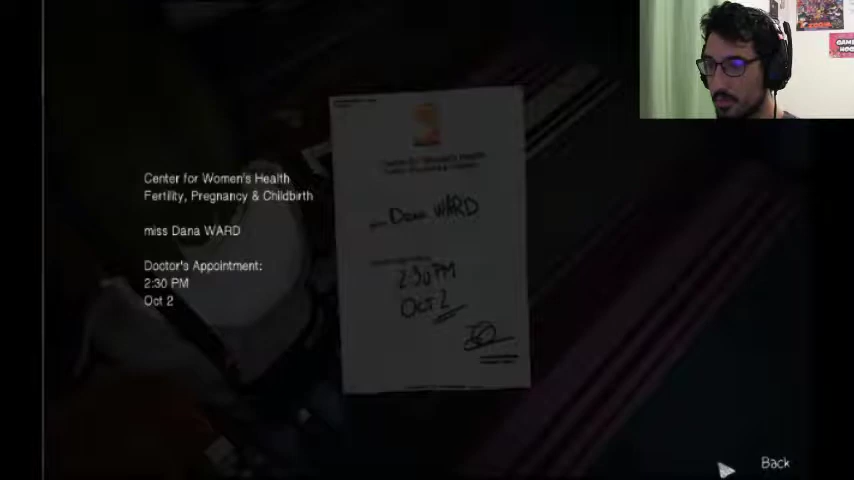 Center for Women's Health
Fertility, Pregnancy & Childbirth
miss Dana WARD
Doctor's Appointment:
2:30 PM
Oct 2
Dana WARD
2:30 PM
Oct 2
Back